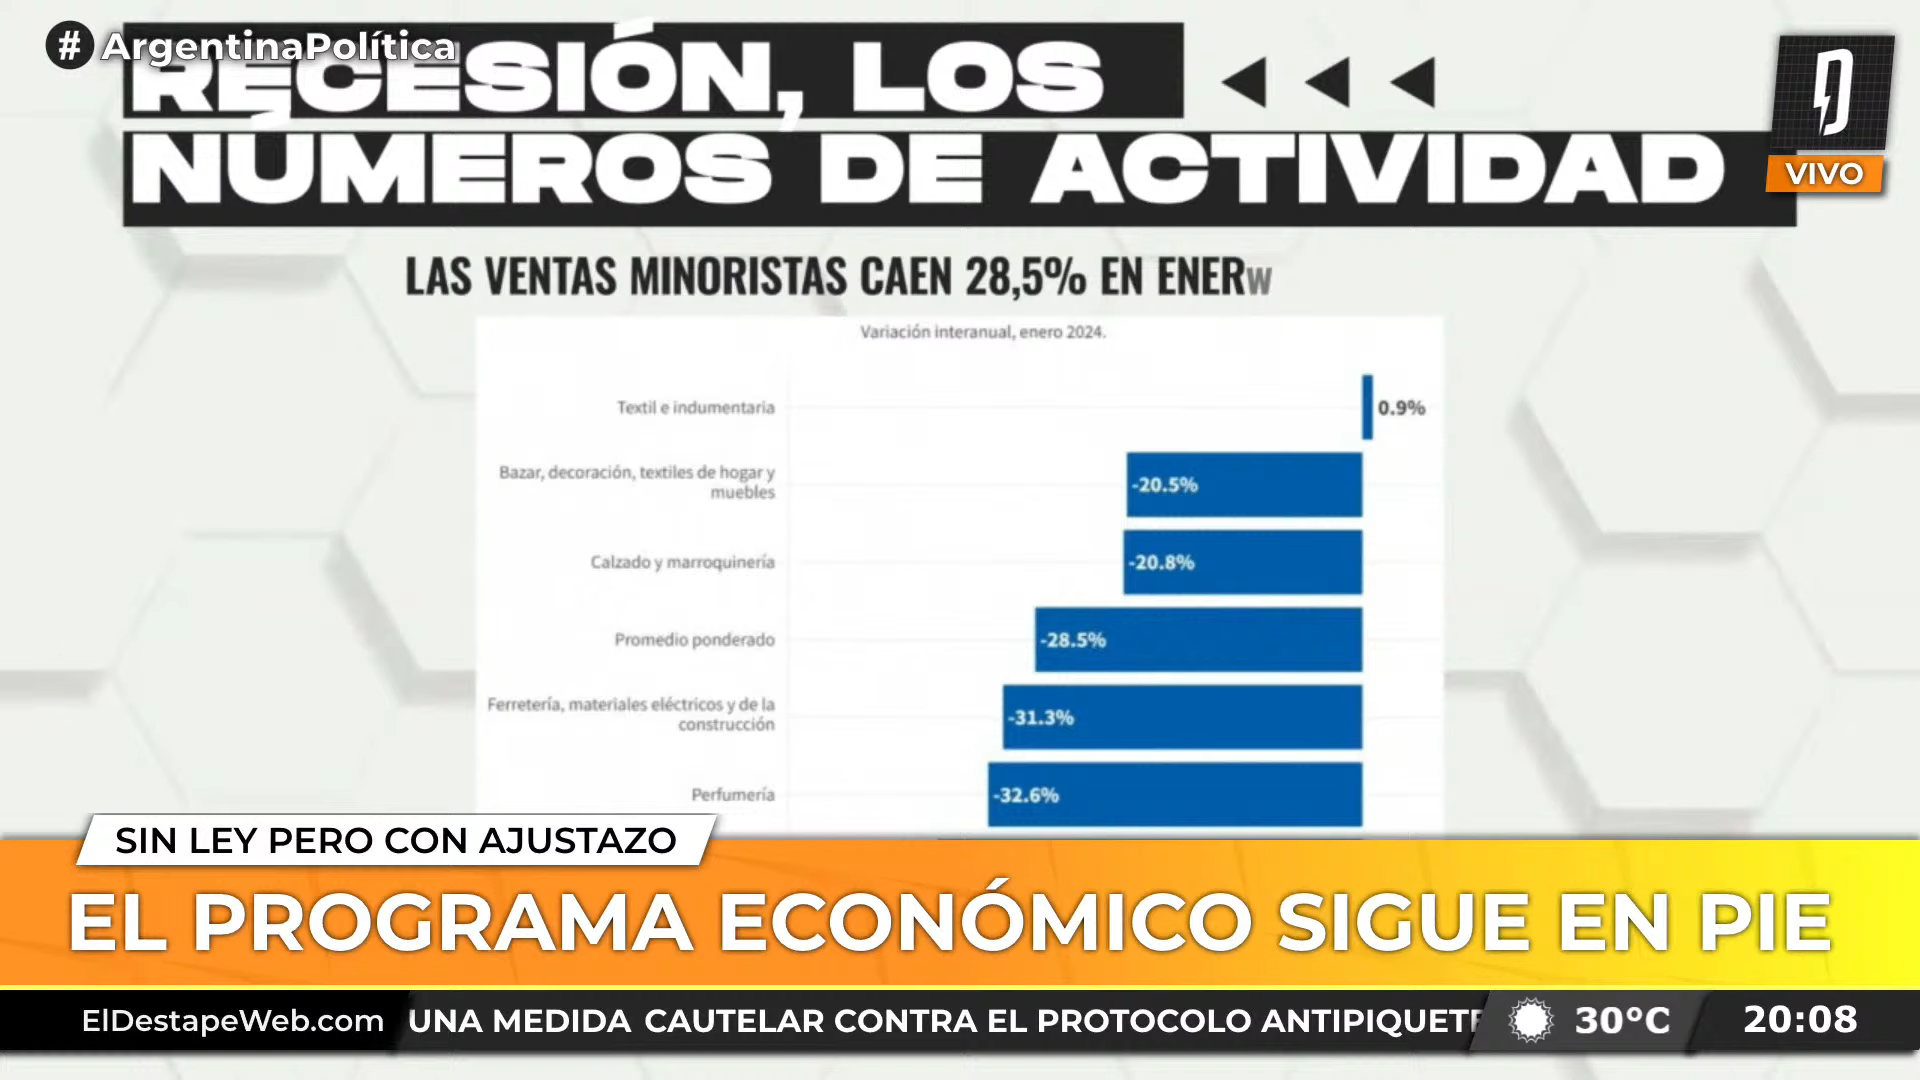 # ArgentinaPolítica
RECESIÓN, LOS
NÚMEROS DE ACTIVIDAD
VIVO
LAS VENTAS MINORISTAS CAEN 28,5% EN ENERW
Variación interanual, enero 2024.
Textil e indumentaria
0.9%
Bazar, decoración, textiles de hogar y
muebles
-20.5%
Calzado y marroquinería
-20.8%
Promedio ponderado
-28.5%
Ferretería, materiales eléctricos y de la
construcción
-31.3%
Perfumería
-32.6%
SIN LEY PERO CON AJUSTAZO
EL PROGRAMA ECONÓMICO SIGUE EN PIE
ElDestapeWeb.com UNA MEDIDA CAUTELAR CONTRA EL PROTOCOLO ANTIPIQUETE 30°C 20:08